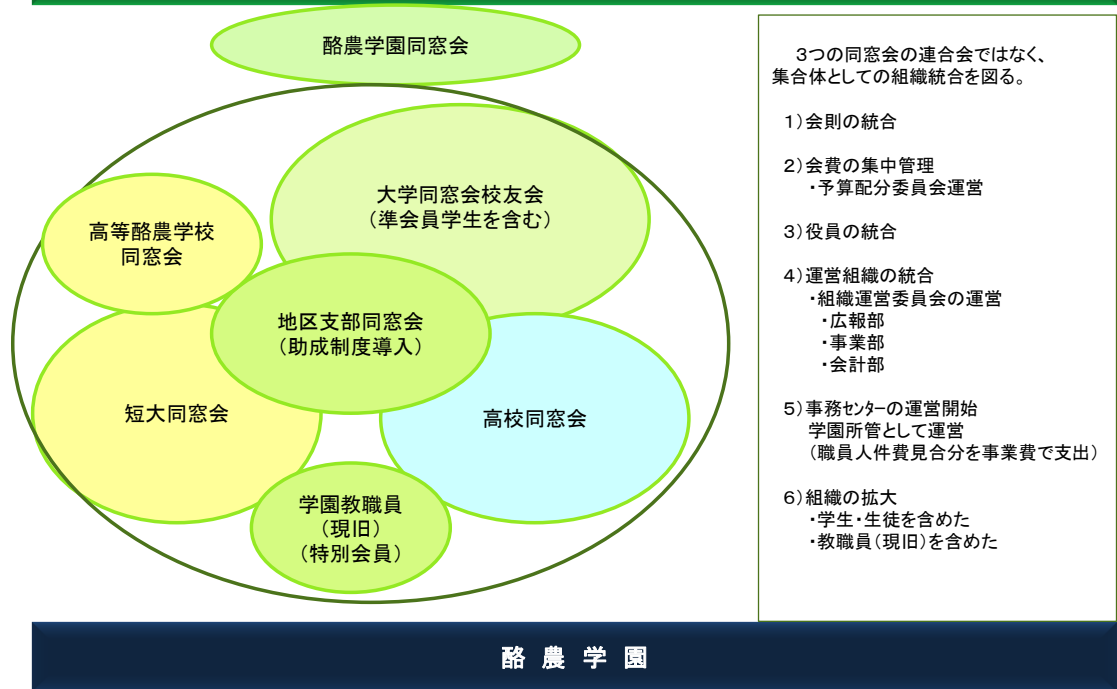 酪農学園同窓会
大学同窓会校友会
(準会員学生を含む)
高等酪農学校
同窓会
地区支部同窓会
(助成制度導入)
短大同窓会
高校同窓会
学園教職員
(現旧)
(特別会員)
3つの同窓会の連合会ではなく、
集合体としての組織統合を図る。
1)会則の統合
2)会費の集中管理
・予算配分委員会運営
3)役員の統合
4)運営組織の統合
・組織運営委員会の運営
・広報部
・事業部
・会計部
5)事務センターの運営開始
学園所管として運営
(職員人件費見合分を事業費で支出)
6)組織の拡大
・学生・生徒を含めた
・教職員(現旧)を含めた
酪 農 学 園